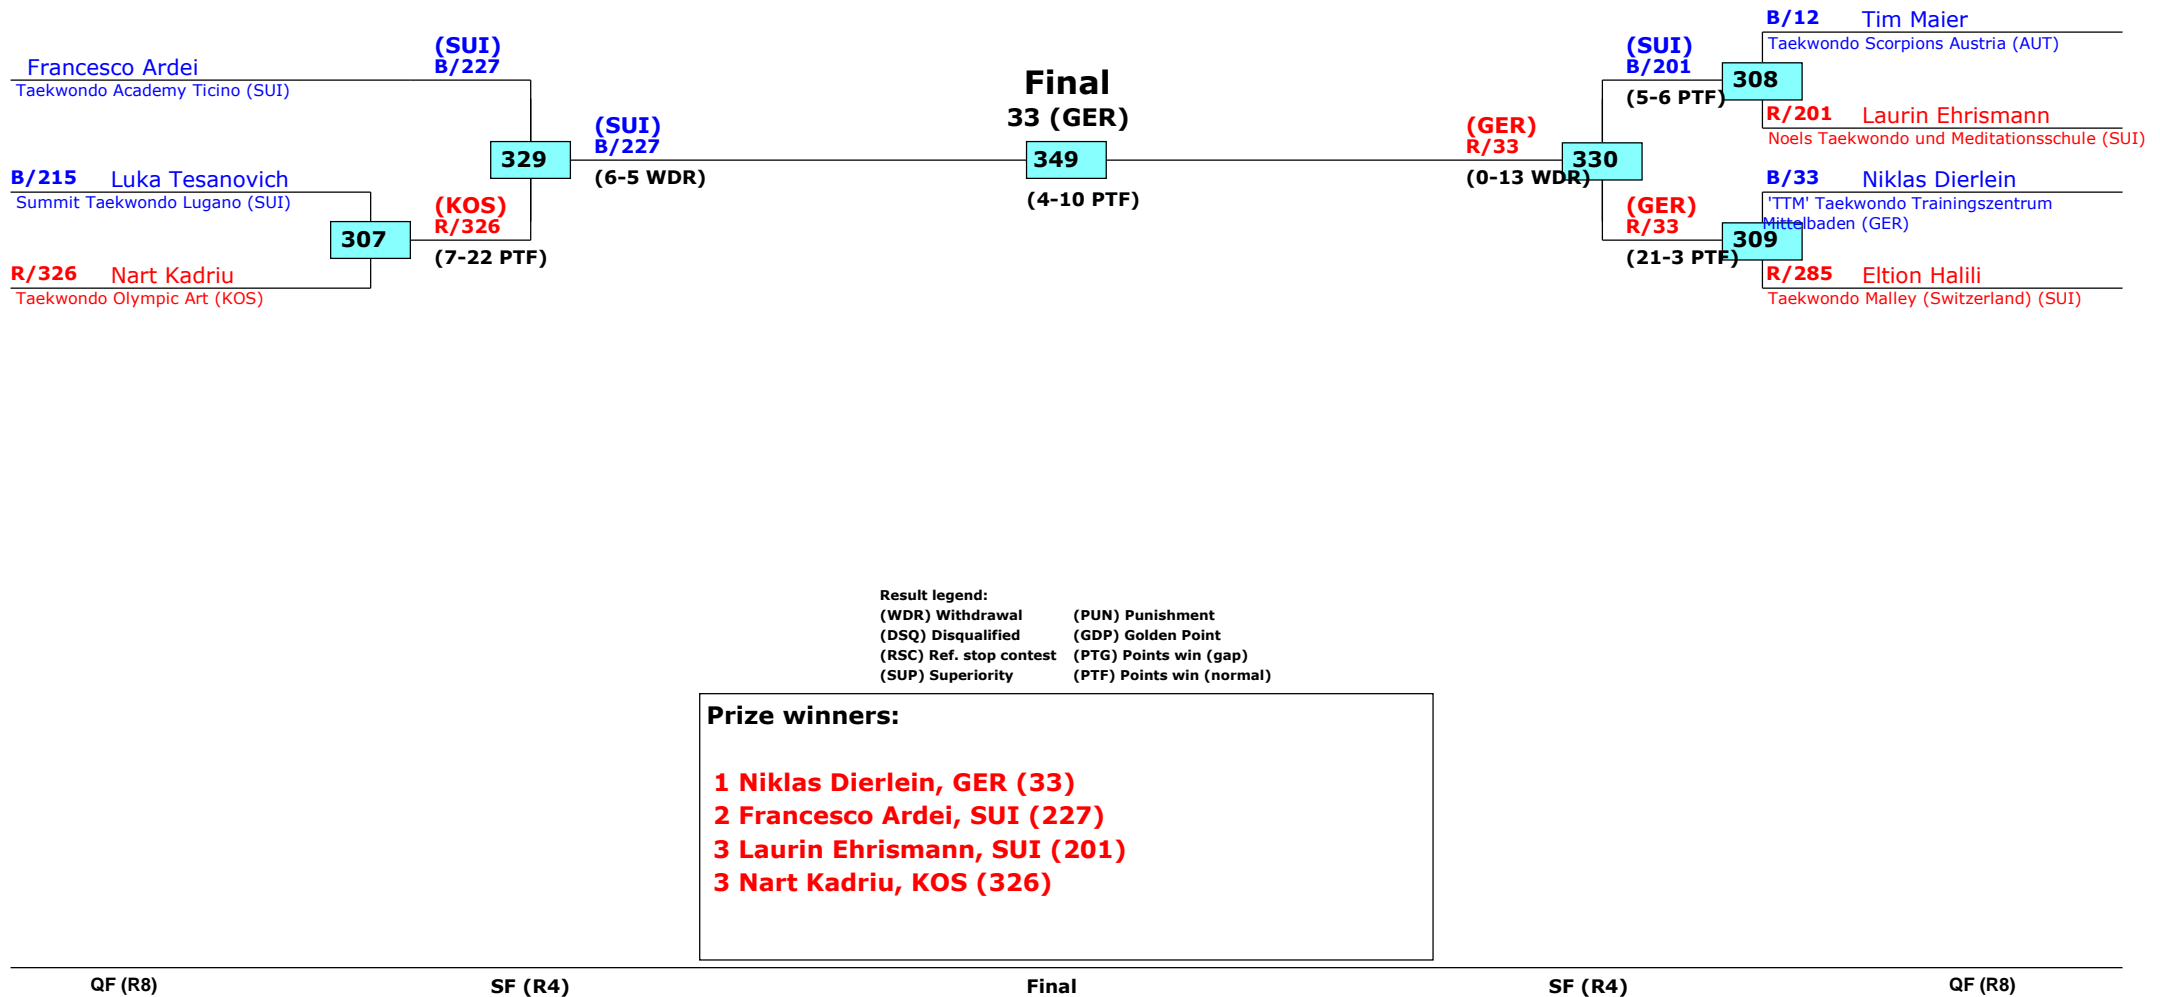 Francesco Ardei
Taekwondo Academy Ticino (SUI)
B/215 Luka Tesanovich
Summit Taekwondo Lugano (SUI)
R/326 Nart Kadriu
Taekwondo Olympic Art (KOS)
307
(SUI)
B/227
(KOS)
R/326
(7-22 PTF)
329
(SUI)
B/227
(6-5 WDR)
Final
33 (GER)
349
(4-10 PTF)
(GER)
R/33
(0-13 WDR)
330
(SUI)
B/201
(5-6 PTF)
(GER)
R/33
(21-3 PTF)
308
309
B/12 Tim Maier
Taekwondo Scorpions Austria (AUT)
R/201 Laurin Ehrismann
Noels Taekwondo und Meditationsschule (SUI)
B/33 Niklas Dierlein
'TTM' Taekwondo Trainingszentrum
Mittelbaden (GER)
R/285 Eltion Halili
Taekwondo Malley (Switzerland) (SUI)
Result legend:
(WDR) Withdrawal (PUN) Punishment
(DSQ) Disqualified (GDP) Golden Point
(RSC) Ref. stop contest (PTG) Points win (gap)
(SUP) Superiority (PTF) Points win (normal)
Prize winners:
1 Niklas Dierlein, GER (33)
2 Francesco Ardei, SUI (227)
3 Laurin Ehrismann, SUI (201)
3 Nart Kadriu, KOS (326)
QF (R8) SF (R4) Final SF (R4) QF (R8)